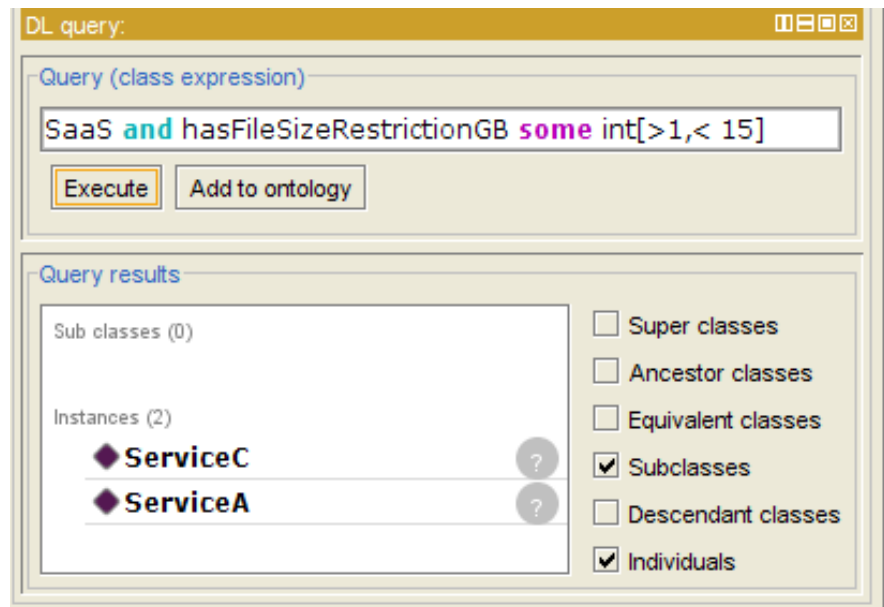 DL query:
Query (class expression)
SaaS and hasFileSizeRestrictionGB some int[>1,< 15]
Execute Add to ontology
Query results
Sub classes (0)
Instances (2)
ServiceC ?
ServiceA ?
Super classes
Ancestor classes
Equivalent classes
Subclasses
Descendant classes
Individuals